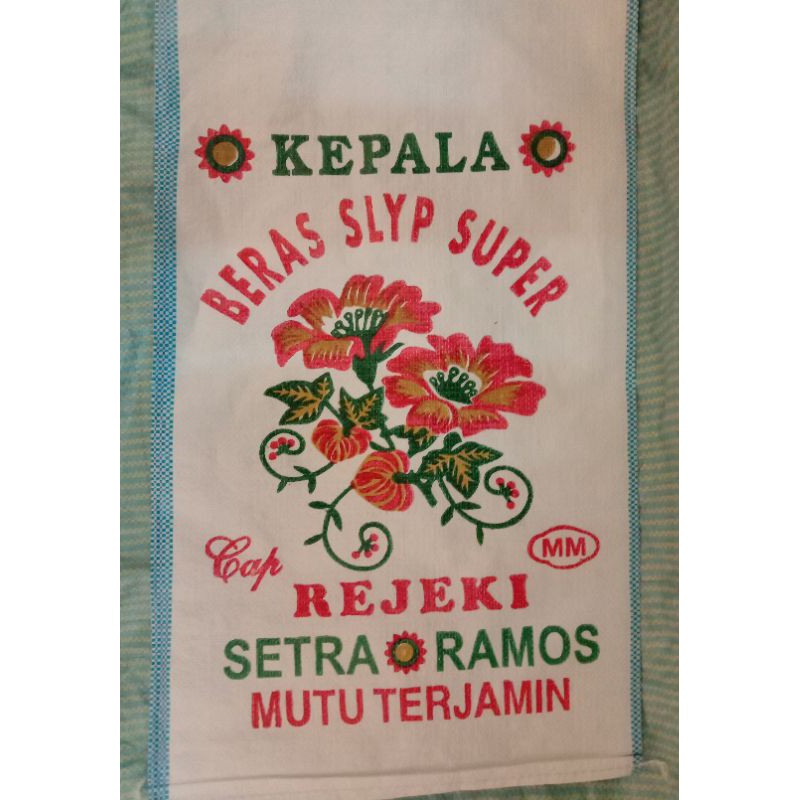 KEPALA
BERAS SLYP SUPER
Cap
MM
REJEKI
SETRA RAMOS
MUTU TERJAMIN